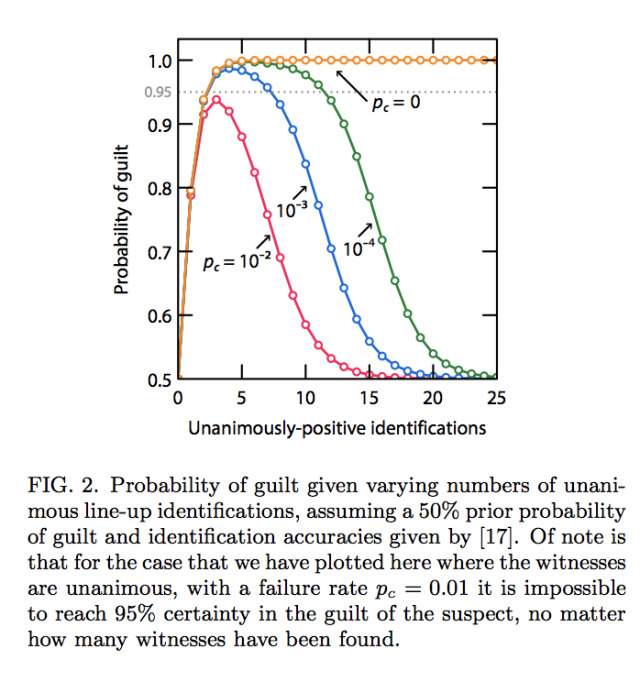 1.0
0.95
0.9
0.8
0.7
0.6
0.5
Probability of guilt
pc = 0
10-3
10-4
pc = 10-2
0 5 10 15 20 25
Unanimously-positive identifications
FIG. 2. Probability of guilt given varying numbers of unani-
mous line-up identifications, assuming a 50% prior probability
of guilt and identification accuracies given by [17]. Of note is
that for the case that we have plotted here where the witnesses
are unanimous, with a failure rate pc = 0.01 it is impossible
to reach 95% certainty in the guilt of the suspect, no matter
how many witnesses have been found.